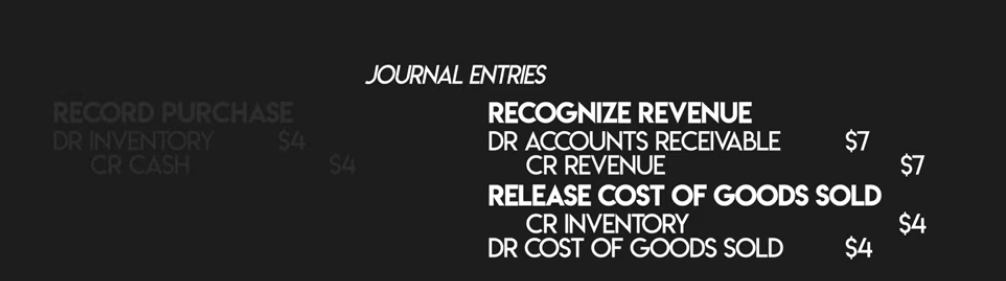 JOURNAL ENTRIES
RECORD PURCHASE
DR INVENTORY $4
CR CASH $4
RECOGNIZE REVENUE
DR ACCOUNTS RECEIVABLE $7
CR REVENUE $7
RELEASE COST OF GOODS SOLD
CR INVENTORY $4
DR COST OF GOODS SOLD $4